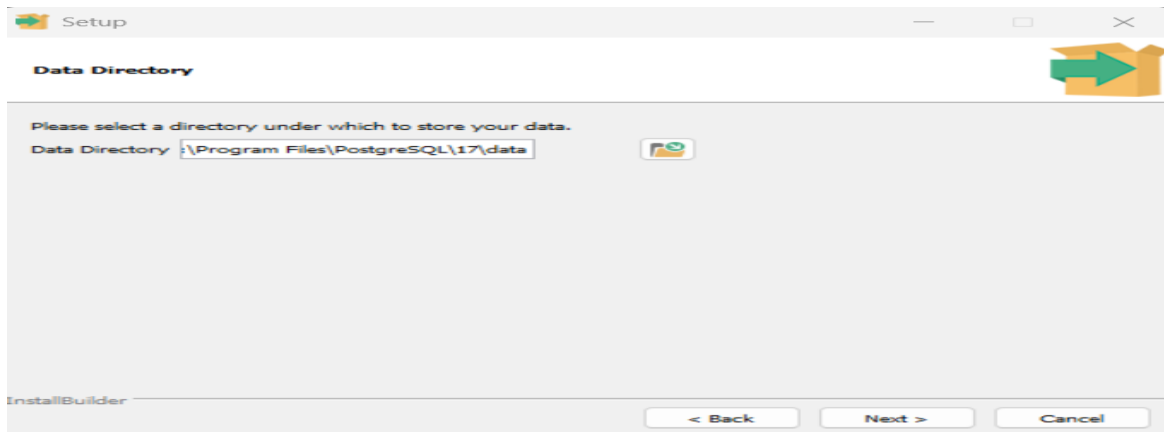 Setup
Data Directory
Please select a directory under which to store your data.
Data Directory :\Program Files\PostgreSQL\17\data
InstallBuilder
< Back Next > Cancel